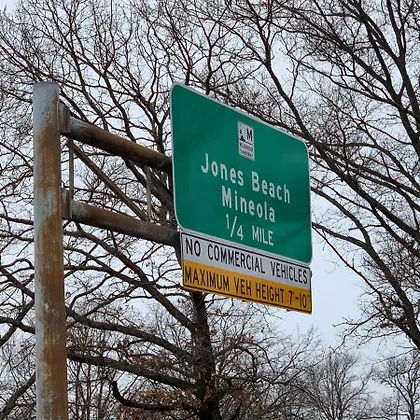 M
Jones Beach
Mineola
1/4 MILE
NO COMMERCIAL VEHICLES
MAXIMUM VEH HEIGHT 7'-10"